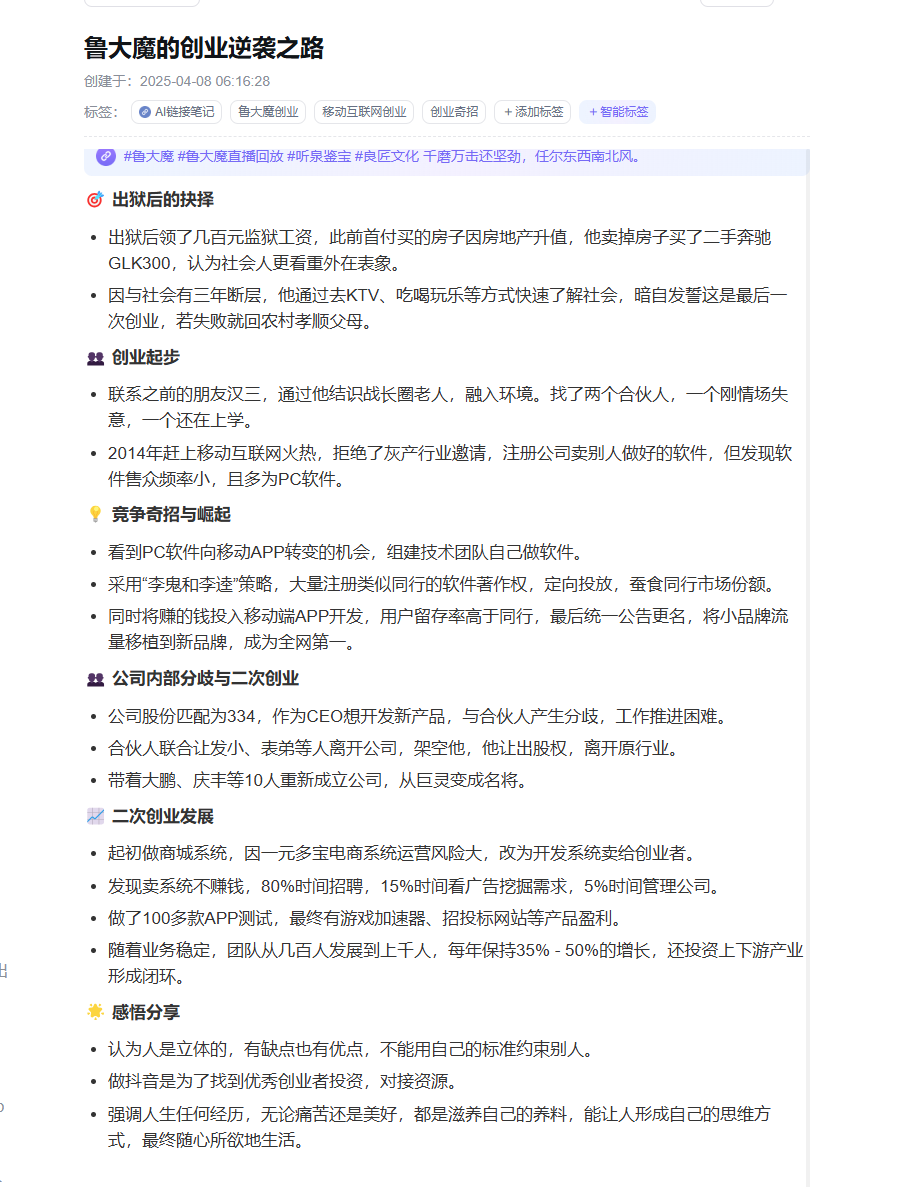 鲁大魔的创业逆袭之路
创建于：2025-04-08 06:16:28
标签： AI链接笔记 鲁大魔创业 移动互联网创业 创业奇招 +添加标签 +智能标签
#鲁大魔 #鲁大魔直播回放 #听泉鉴宝 #良匠文化 千磨万击还坚劲，任尔东西南北风。
🎯 出狱后的抉择
• 出狱后领了几百元监狱工资，此前首付买的房子因房地产升值，他卖掉房子买了二手奔驰
GLK300，认为社会人更看重外在表象。
• 因与社会有三年断层，他通过去KTV、吃喝玩乐等方式快速了解社会，暗自发誓这是最后一
次创业，若失败就回农村孝顺父母。
👥 创业起步
• 联系之前的朋友汉三，通过他结识战长圈老人，融入环境。找了两个合伙人，一个刚情场失
意，一个还在上学。
• 2014年赶上移动互联网火热，拒绝了灰产行业邀请，注册公司卖别人做好的软件，但发现软
件售众频率小，且多为PC软件。
💡 竞争奇招与崛起
• 看到PC软件向移动APP转变的机会，组建技术团队自己做软件。
• 采用“李鬼和李逵”策略，大量注册类似同行的软件著作权，定向投放，蚕食同行市场份额。
• 同时将赚的钱投入移动端APP开发，用户留存率高于同行，最后统一公告更名，将小品牌流
量移植到新品牌，成为全网第一。
👥 公司内部分歧与二次创业
• 公司股份匹配为334，作为CEO想开发新产品，与合伙人产生分歧，工作推进困难。
• 合伙人联合让发小、表弟等人离开公司，架空他，他让出股权，离开原行业。
• 带着大鹏、庆丰等10人重新成立公司，从巨灵变成名将。
📈 二次创业发展
• 起初做商城系统，因一元多宝电商系统运营风险大，改为开发系统卖给创业者。
• 发现卖系统不赚钱，80%时间招聘，15%时间看广告挖掘需求，5%时间管理公司。
• 做了100多款APP测试，最终有游戏加速器、招投标网站等产品盈利。
• 随着业务稳定，团队从几百人发展到上千人，每年保持35% - 50%的增长，还投资上下游产业
形成闭环。
🌟 感悟分享
• 认为人是立体的，有缺点也有优点，不能用自己的标准约束别人。
• 做抖音是为了找到优秀创业者投资，对接资源。
• 强调人生任何经历，无论痛苦还是美好，都是滋养自己的养料，能让人形成自己的思维方
式，最终随心所欲地生活。